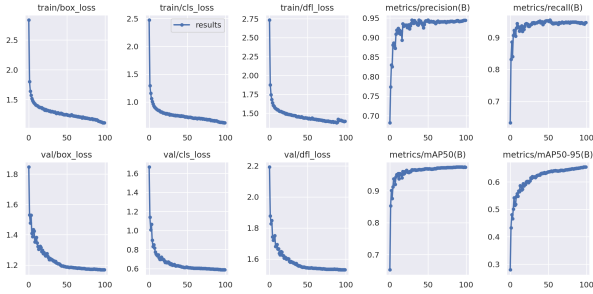 train/box_loss
train/cls_loss
train/dfl_loss
metrics/precision(B)
metrics/recall(B)
2.5
2.0
1.5
0 50 100
2.5
2.0
1.5
1.0
results
0 50 100
2.50
2.25
2.00
1.75
1.50
0 50 100
0.95
0.90
0.85
0.80
0.75
0.70
0 50 100
0.9
0.8
0.7
0 50 100
val/box_loss
val/cls_loss
val/dfl_loss
metrics/mAP50(B)
metrics/mAP50-95(B)
1.8
1.6
1.4
1.2
0 50 100
1.6
1.4
1.2
1.0
0.8
0.6
0 50 100
2.2
2.0
1.8
1.6
0 50 100
0.9
0.8
0.7
0 50 100
0.6
0.5
0.4
0.3
0 50 100